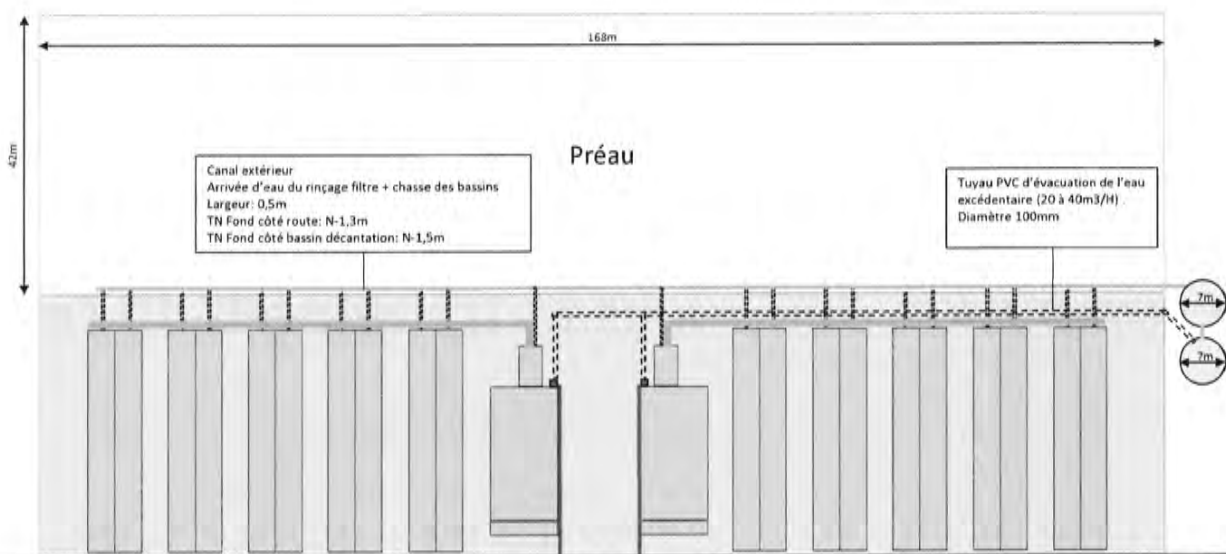 168m
42m
Préau
Canal extérieur
Arrivée d'eau du rinçage filtre + chasse des bassins
Largeur: 0,5m
TN Fond côté route: N-1,3m
TN Fond côté bassin décantation: N-1,5m
Tuyau PVC d'évacuation de l'eau
excédentaire (20 à 40m3/H)
Diamètre 100mm
7m
7m